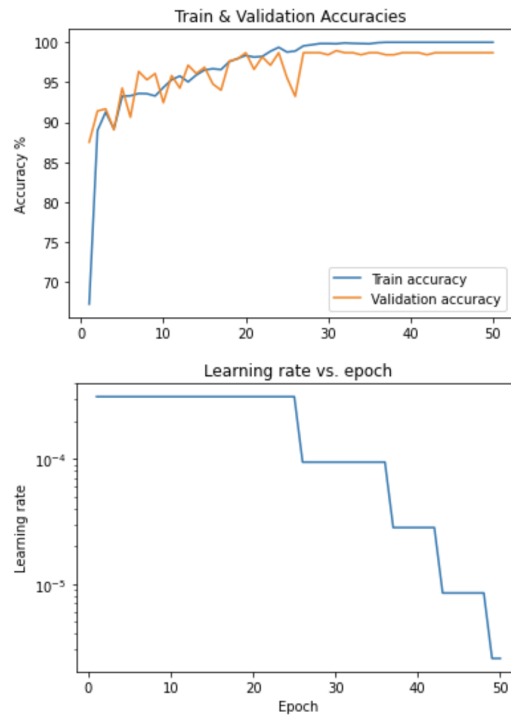 Train & Validation Accuracies
Accuracy %
100
95
90
85
80
75
70
Train accuracy
Validation accuracy
0 10 20 30 40 50
Learning rate vs. epoch
Learning rate
10⁻⁴
10⁻⁵
0 10 20 30 40 50
Epoch